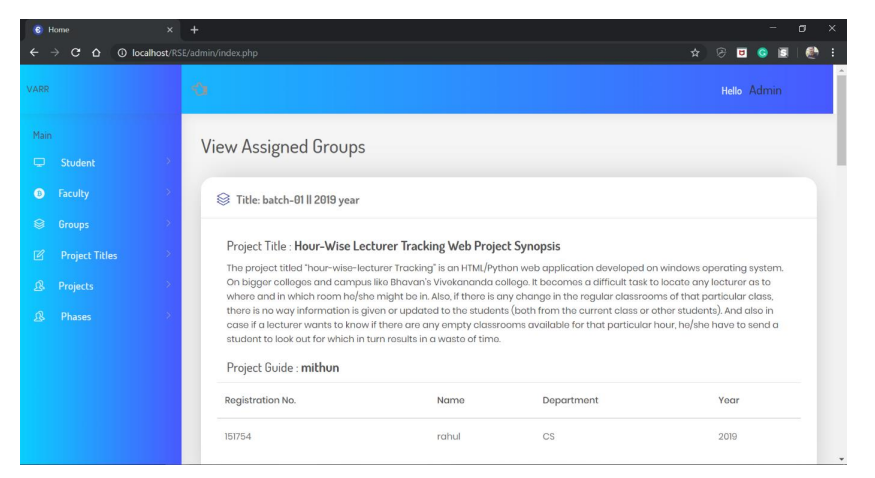 Home
localhost/RSE/admin/index.php
VARR
Hello Admin
Main
Student
Faculty
Groups
Project Titles
Projects
Phases
View Assigned Groups
Title: batch-01 || 2019 year
Project Title : Hour-Wise Lecturer Tracking Web Project Synopsis
The project titled "hour-wise-lecturer Tracking" is an HTML/Python web application developed on windows operating system.
On bigger colleges and campus like Bhavan's Vivekananda college. It becomes a difficult task to locate any lecturer as to
where and in which room he/she might be in. Also, if there is any change in the regular classrooms of that particular class,
there is no way information is given or updated to the students (both from the current class or other students). And also in
case if a lecturer wants to know if there are any empty classrooms available for that particular hour, he/she have to send a
student to look out for which in turn results in a waste of time.
Project Guide : mithun
Registration No. Name Department Year
151754 rahul CS 2019